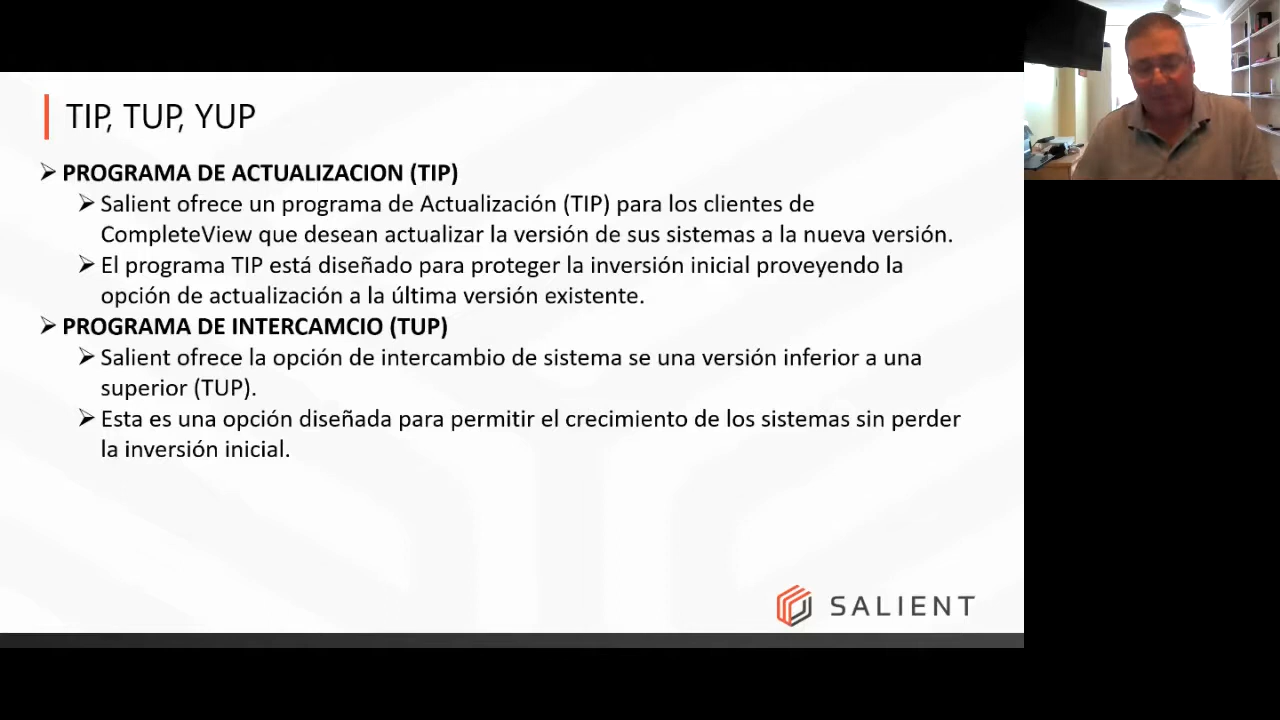 TIP, TUP, YUP
PROGRAMA DE ACTUALIZACION (TIP)
Salient ofrece un programa de Actualización (TIP) para los clientes de
CompleteView que desean actualizar la versión de sus sistemas a la nueva versión.
El programa TIP está diseñado para proteger la inversión inicial proveyendo la
opción de actualización a la última versión existente.
PROGRAMA DE INTERCAMCIO (TUP)
Salient ofrece la opción de intercambio de sistema se una versión inferior a una
superior (TUP).
Esta es una opción diseñada para permitir el crecimiento de los sistemas sin perder
la inversión inicial.
SALIENT